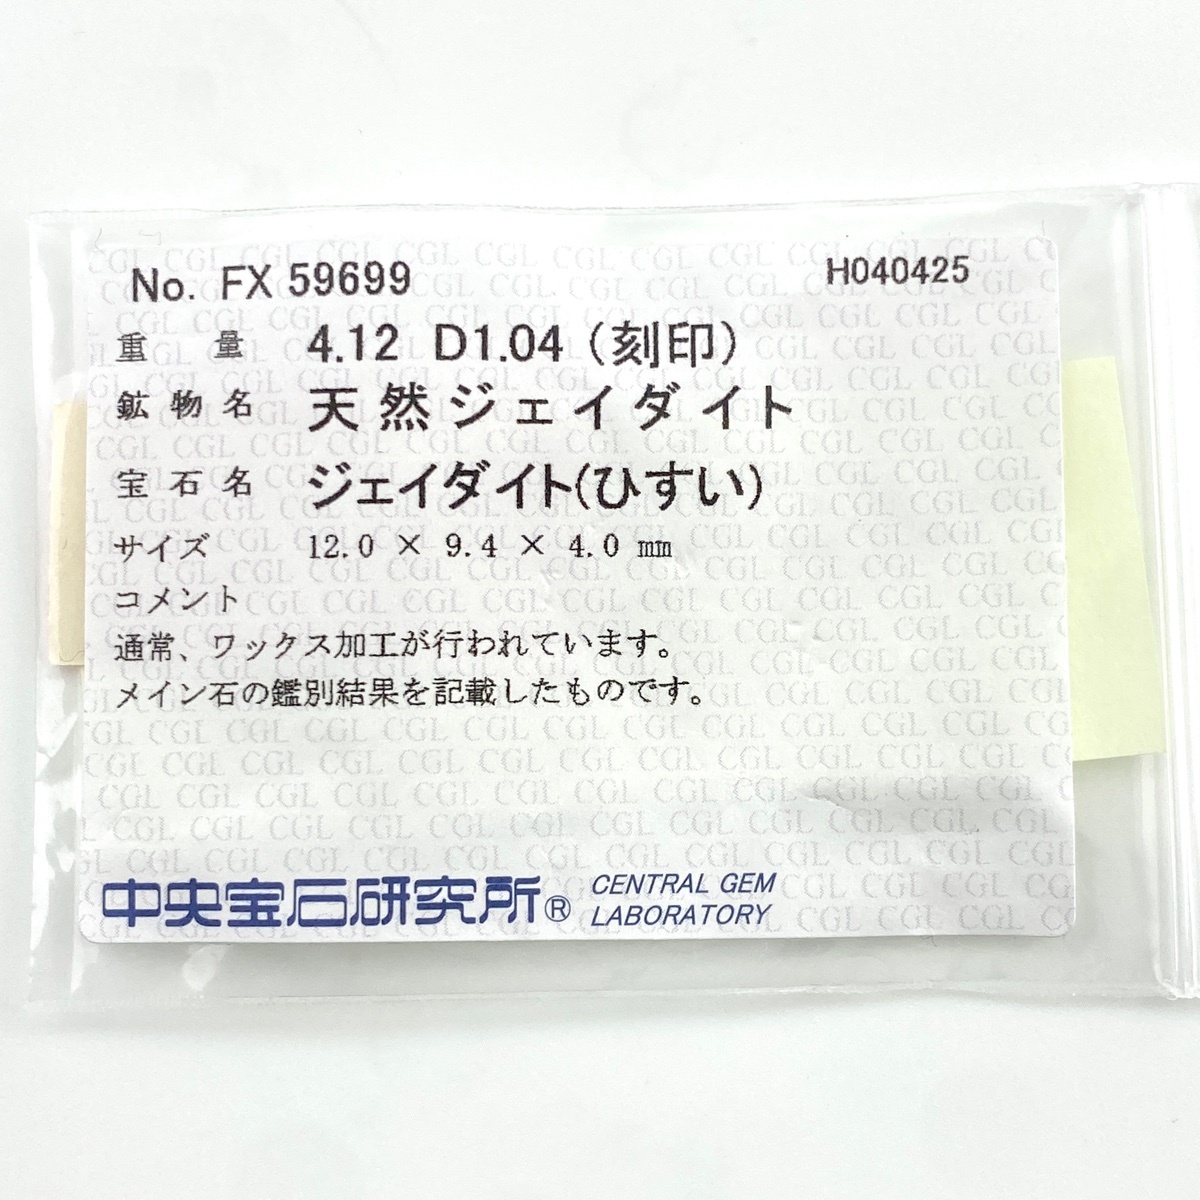 No. FX 59699 H040425
重量 4.12 D1.04 (刻印)
鉱物名 天然ジェイダイト
宝石名 ジェイダイト(ひすい)
サイズ 12.0 × 9.4 × 4.0 mm
コメント
通常、ワックス加工が行われています。
メイン石の鑑別結果を記載したものです。
中央宝石研究所® CENTRAL GEM
LABORATORY